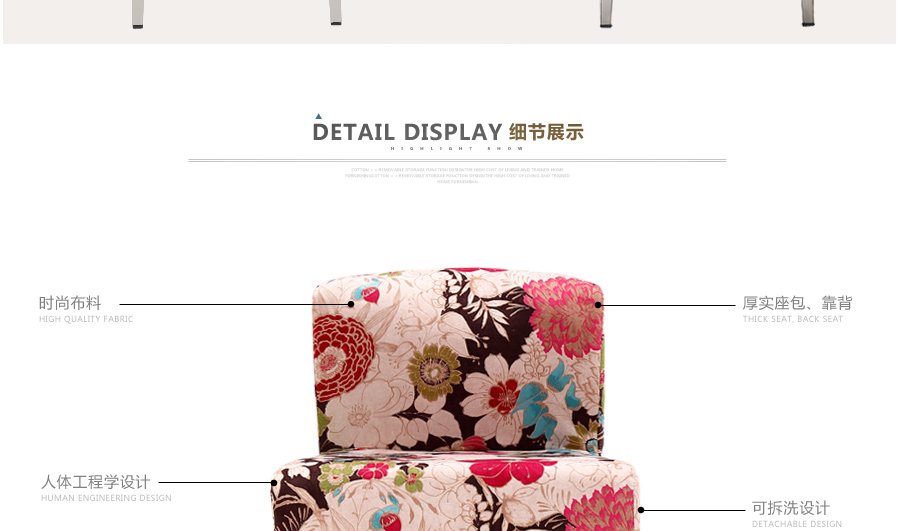 DETAIL DISPLAY 细节展示
HIGHLIGHT SHOW
时尚布料
HIGH QUALITY FABRIC
厚实座包、靠背
THICK SEAT, BACK SEAT
人体工程学设计
HUMAN ENGINEERING DESIGN
可拆洗设计
DETACHABLE DESIGN